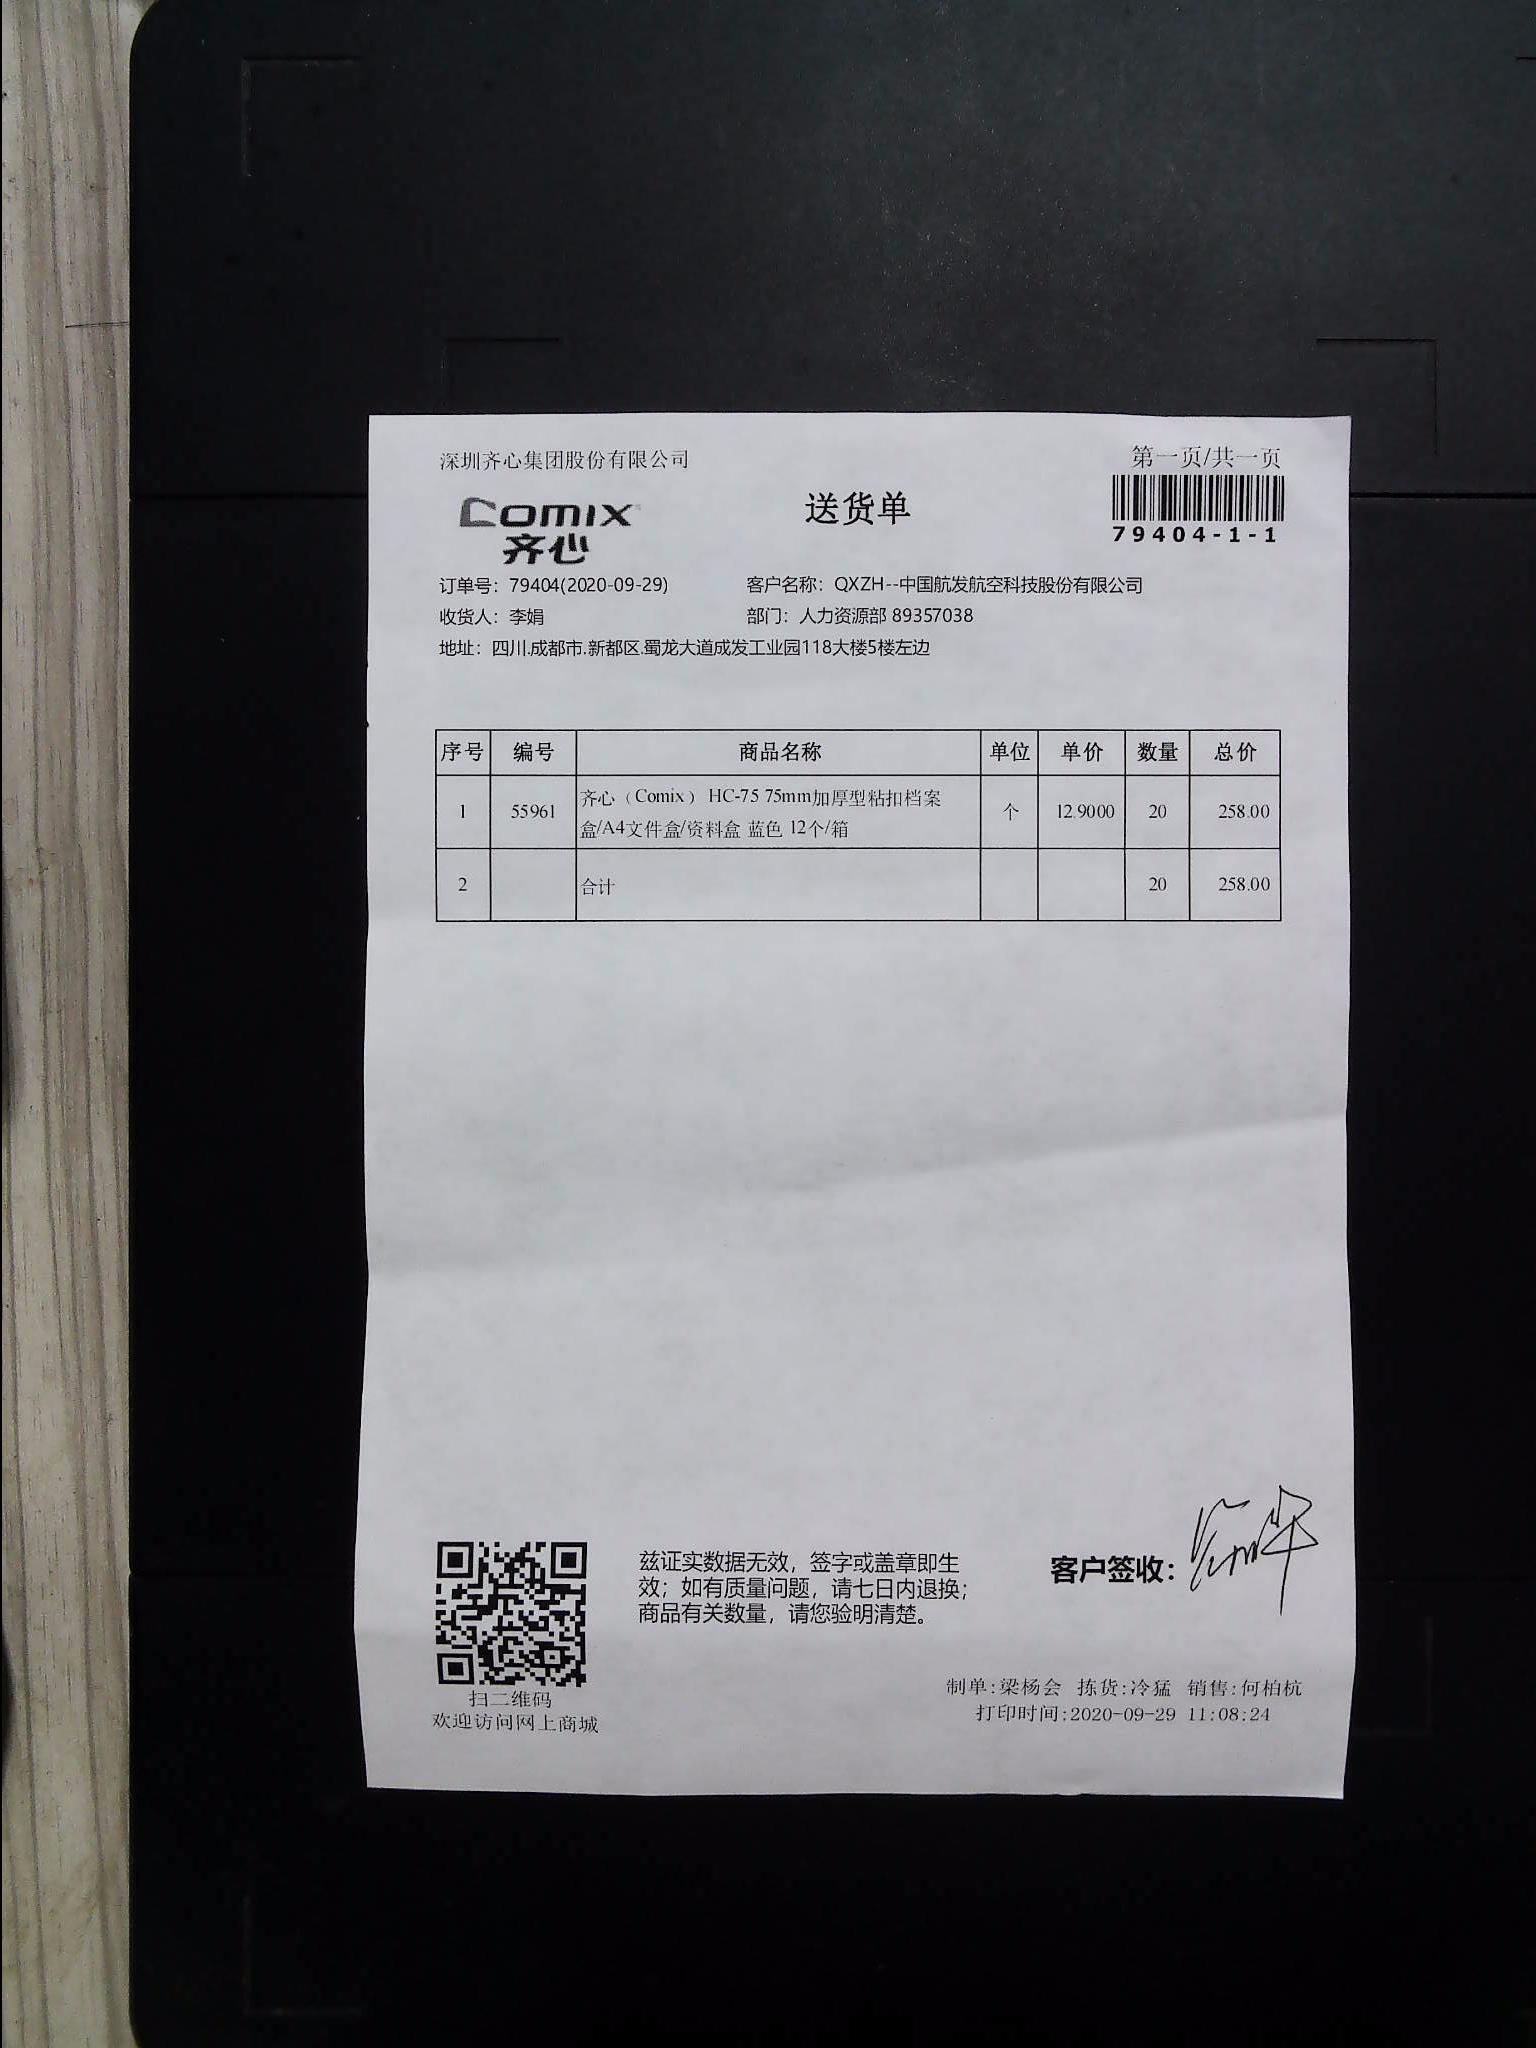 深圳齐心集团股份有限公司
第一页/共一页
comix
齐心
送货单
79404-1-1
订单号：79404(2020-09-29)
客户名称：QXZH--中国航发航空科技股份有限公司
收货人：李娟
部门：人力资源部 89357038
地址：四川.成都市.新都区.蜀龙大道成发工业园118大楼5楼左边
序号 编号 商品名称 单位 单价 数量 总价
1 55961 齐心（Comix） HC-75 75mm加厚型粘扣档案 个 12.9000 20 258.00
盒/A4文件盒/资料盒 蓝色 12个/箱
2 合计 20 258.00
兹证实数据无效，签字或盖章即生
效；如有质量问题，请七日内退换；
商品有关数量，请您验明清楚。
客户签收：
扫二维码
欢迎访问网上商城
制单:梁杨会 拣货:冷猛 销售:何柏杭
打印时间:2020-09-29 11:08:24